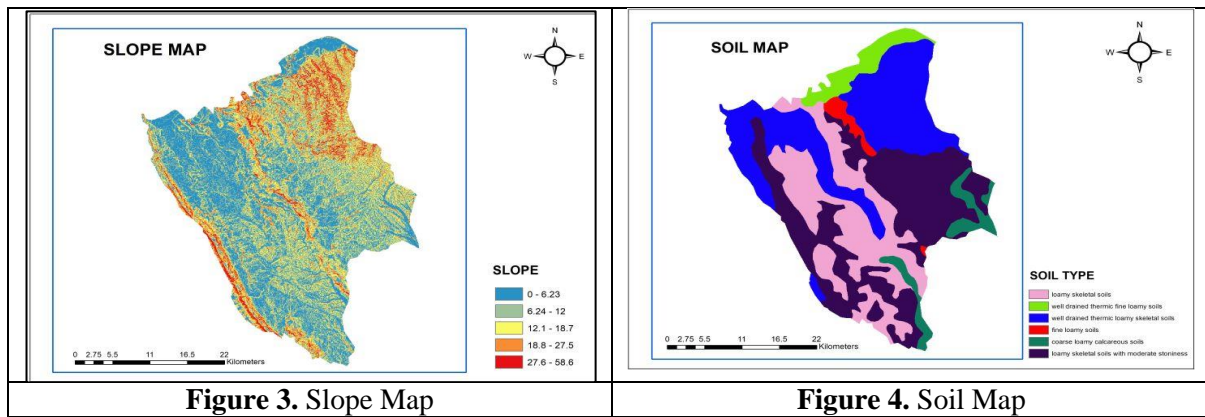 SLOPE MAP
N
W E
S
SLOPE
0 - 6.23
6.24 - 12
12.1 - 18.7
18.8 - 27.5
27.6 - 58.6
0 2.75 5.5 11 16.5 22
Kilometers
Figure 3. Slope Map
SOIL MAP
N
W E
S
SOIL TYPE
loamy skeletal soils
well drained thermic fine loamy soils
well drained thermic loamy skeletal soils
fine loamy soils
coarse loamy calcareous soils
loamy skeletal soils with moderate stoniness
0 2.75 5.5 11 16.5 22
Kilometers
Figure 4. Soil Map